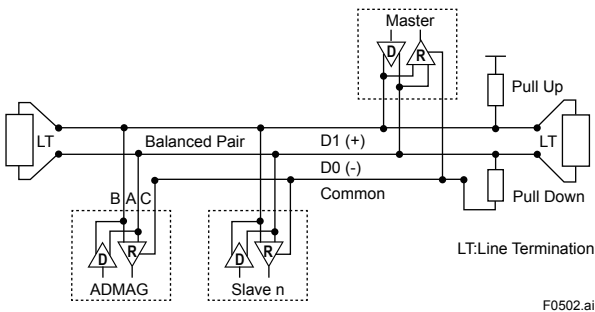 Master
D R
Pull Up
LT Balanced Pair D1 (+) LT
D0 (-)
B A C Common Pull Down
D R D R
LT:Line Termination
ADMAG Slave n
F0502.ai